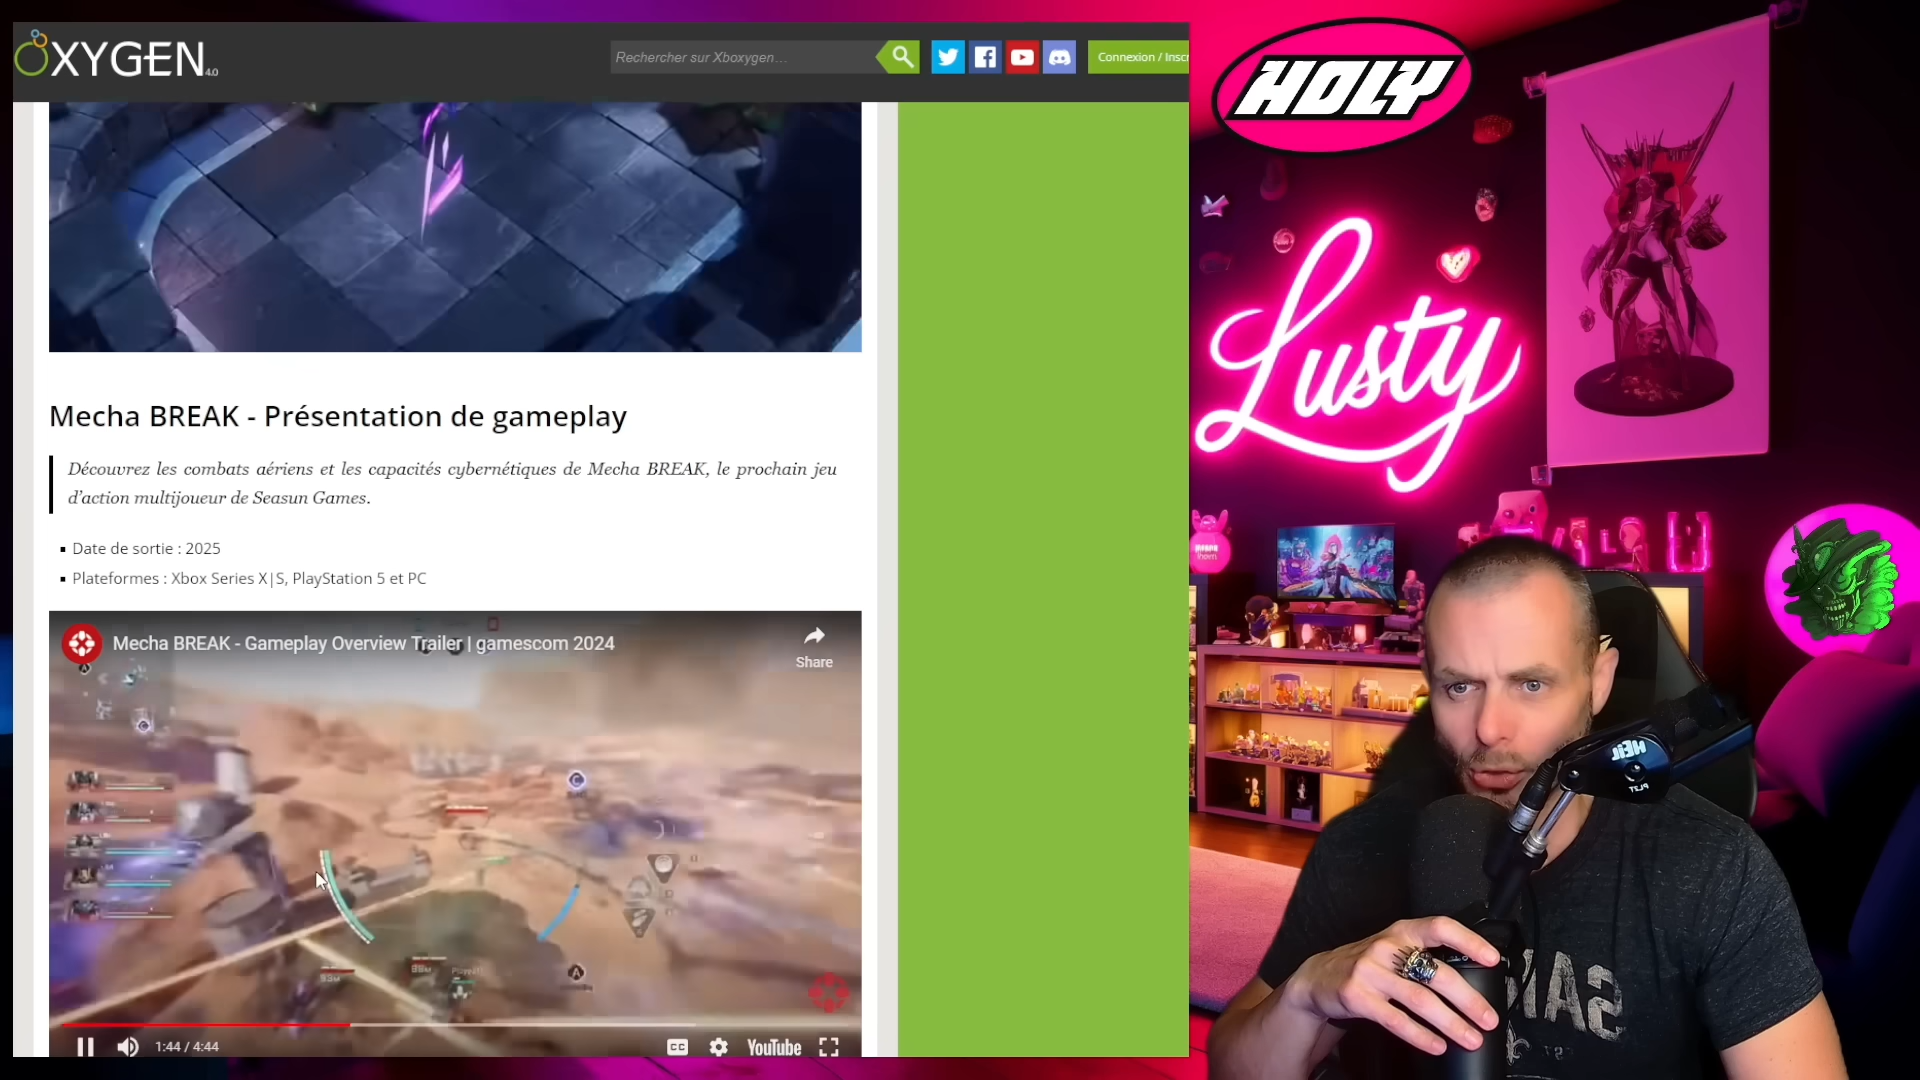 XYGEN 4.0
Rechercher sur Xboxygen...
Connexion / Inscr
HOLY
Lusty
Mecha BREAK - Présentation de gameplay
Découvrez les combats aériens et les capacités cybernétiques de Mecha BREAK, le prochain jeu
d'action multijoueur de Seasun Games.
Date de sortie : 2025
Plateformes : Xbox Series X|S, PlayStation 5 et PC
Mecha BREAK - Gameplay Overview Trailer | gamescom 2024
Share
C
C
A
A
1:44 / 4:44
CC
YouTube